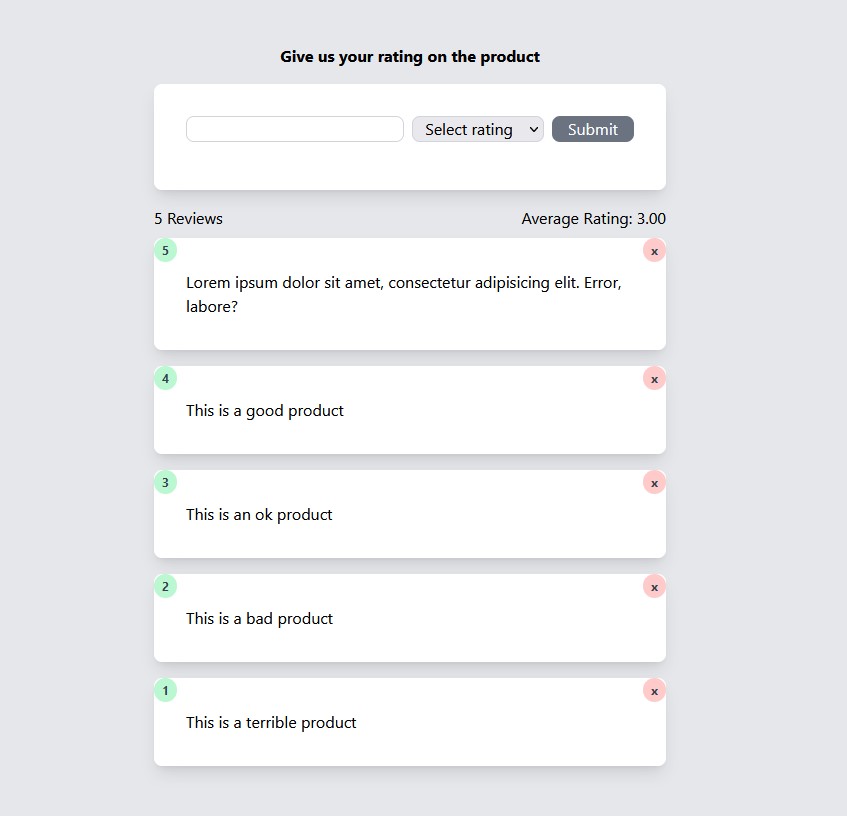 Give us your rating on the product
Select rating
Submit
5 Reviews
Average Rating: 3.00
5
x
Lorem ipsum dolor sit amet, consectetur adipisicing elit. Error,
labore?
4
x
This is a good product
3
x
This is an ok product
2
x
This is a bad product
1
x
This is a terrible product